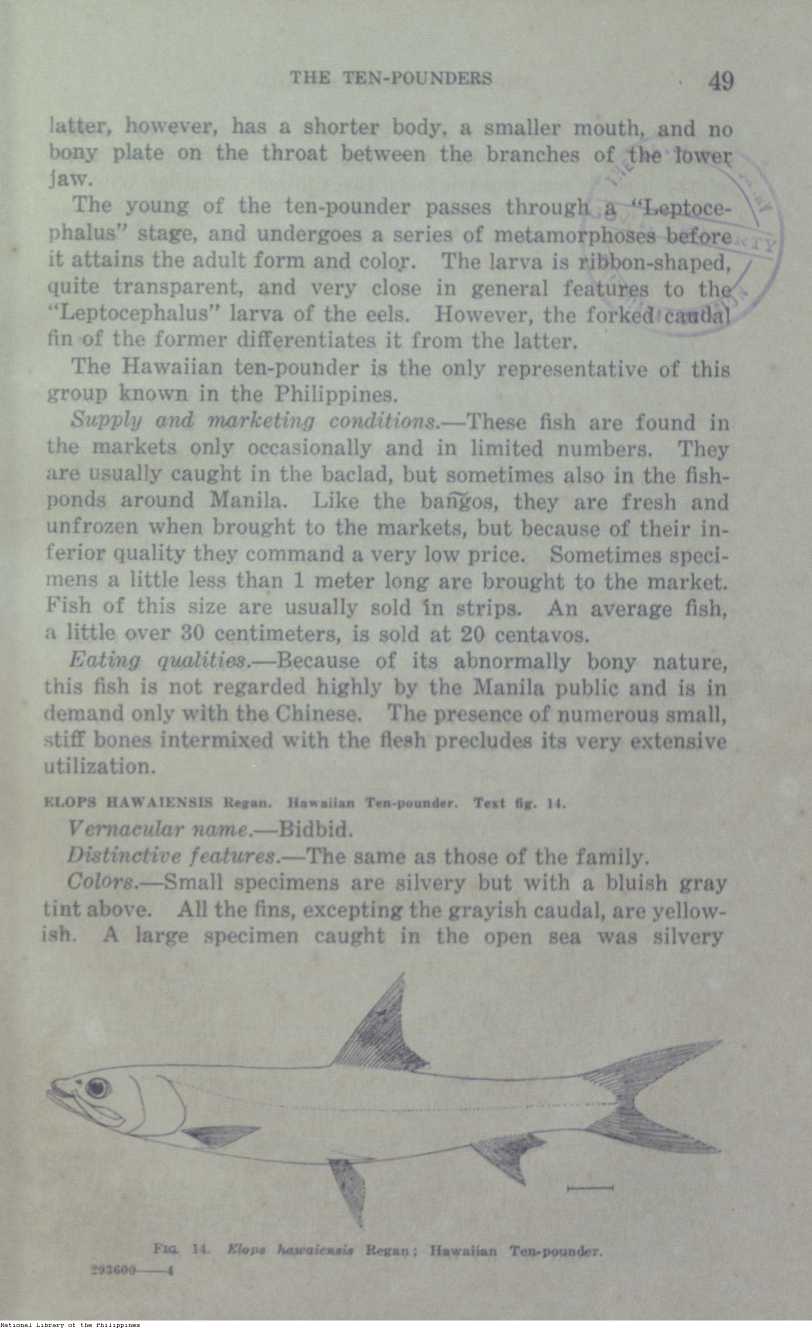 THE TEN-POUNDERS 49
latter, however, has a shorter body, a smaller mouth, and no
bony plate on the throat between the branches of the lower
jaw.
The young of the ten-pounder passes through a "Leptoce-
phalus" stage, and undergoes a series of metamorphoses before
it attains the adult form and color. The larva is ribbon-shaped,
quite transparent, and very close in general features to the
"Leptocephalus" larva of the eels. However, the forked caudal
fin of the former differentiates it from the latter.
The Hawaiian ten-pounder is the only representative of this
group known in the Philippines.
Supply and marketing conditions.—These fish are found in
the markets only occasionally and in limited numbers. They
are usually caught in the baclad, but sometimes also in the fish-
ponds around Manila. Like the bañgos, they are fresh and
unfrozen when brought to the markets, but because of their in-
ferior quality they command a very low price. Sometimes speci-
mens a little less than 1 meter long are brought to the market.
Fish of this size are usually sold in strips. An average fish,
a little over 30 centimeters, is sold at 20 centavos.
Eating qualities.—Because of its abnormally bony nature,
this fish is not regarded highly by the Manila public and is in
demand only with the Chinese. The presence of numerous small,
stiff bones intermixed with the flesh precludes its very extensive
utilization.
ELOPS HAWAIENSIS Regan. Hawaiian Ten-pounder. Text fig. 14.
Vernacular name.—Bidbid.
Distinctive features.—The same as those of the family.
Colors.—Small specimens are silvery but with a bluish gray
tint above. All the fins, excepting the grayish caudal, are yellow-
ish. A large specimen caught in the open sea was silvery
FIG. 14. Elops hawaiensis Regan; Hawaiian Ten-pounder.
293600——4
National Library of the Philippines